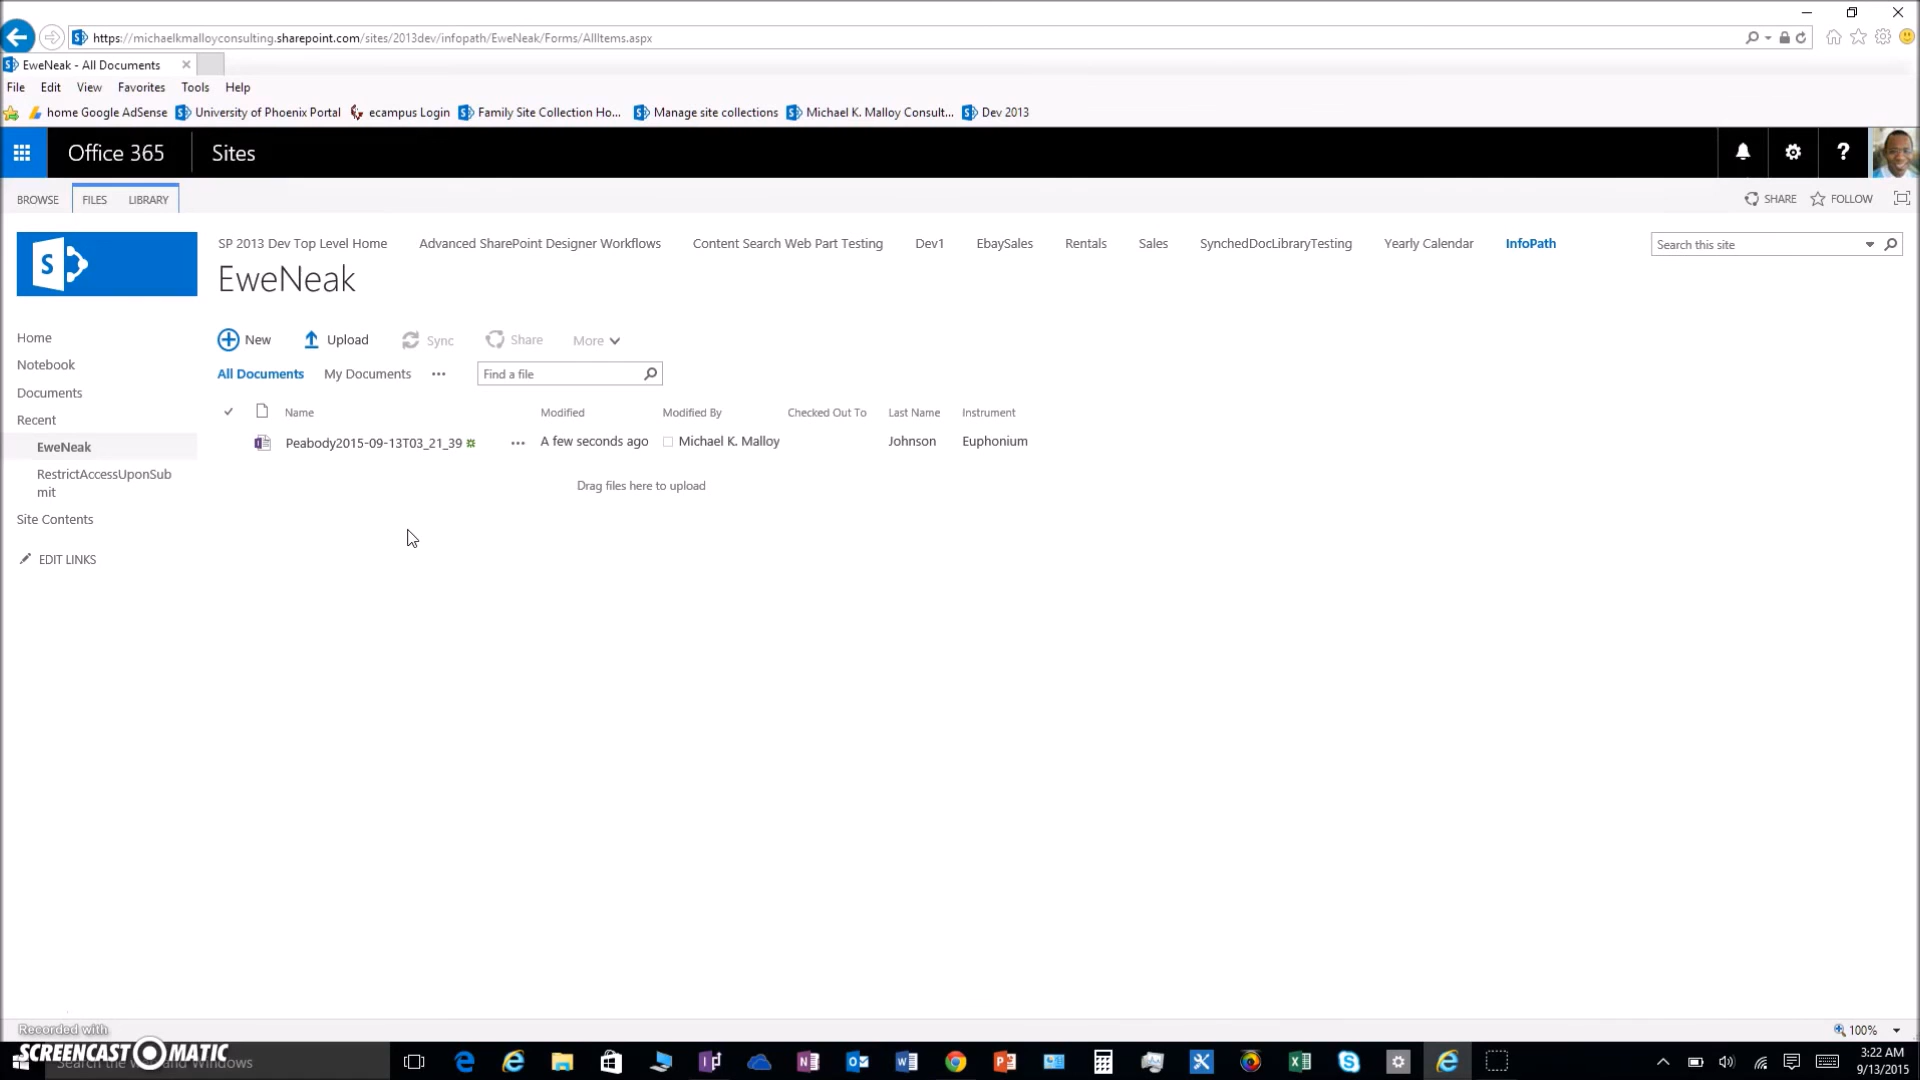 https://michaelkmalloyconsulting.sharepoint.com/sites/2013dev/infopath/EweNeak/Forms/AllItems.aspx
EweNeak - All Documents
File Edit View Favorites Tools Help
home Google AdSense University of Phoenix Portal ecampus Login Family Site Collection Ho... Manage site collections Michael K. Malloy Consult... Dev 2013
Office 365 Sites ?
BROWSE FILES LIBRARY SHARE FOLLOW
SP 2013 Dev Top Level Home Advanced SharePoint Designer Workflows Content Search Web Part Testing Dev1 EbaySales Rentals Sales SynchedDocLibraryTesting Yearly Calendar InfoPath Search this site
S
EweNeak
New Upload Sync Share More
All Documents My Documents ... Find a file
Name Modified Modified By Checked Out To Last Name Instrument
Peabody2015-09-13T03_21_39 ... A few seconds ago Michael K. Malloy Johnson Euphonium
Drag files here to upload
Home
Notebook
Documents
Recent
EweNeak
RestrictAccessUponSub
mit
Site Contents
EDIT LINKS
100%
Recorded with
SCREENCAST O MATIC
Search the web and Windows
3:22 AM
9/13/2015